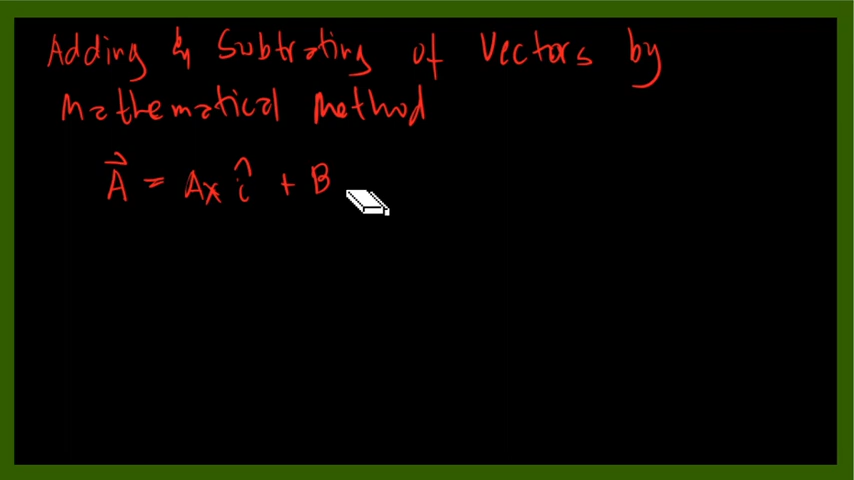 Adding & Subtrating of Vectors by
Mathematical Method
A⃗ = Ax î + B